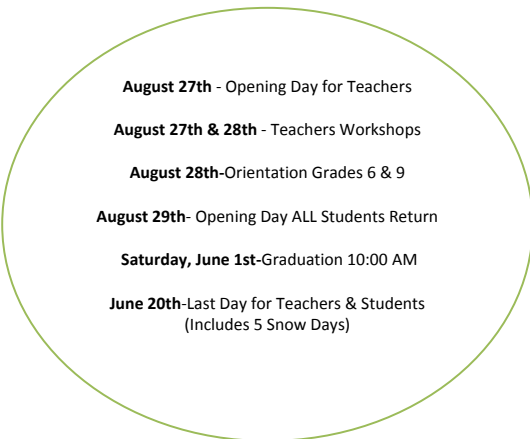 August 27th - Opening Day for Teachers
August 27th & 28th - Teachers Workshops
August 28th-Orientation Grades 6 & 9
August 29th- Opening Day ALL Students Return
Saturday, June 1st-Graduation 10:00 AM
June 20th-Last Day for Teachers & Students
(Includes 5 Snow Days)